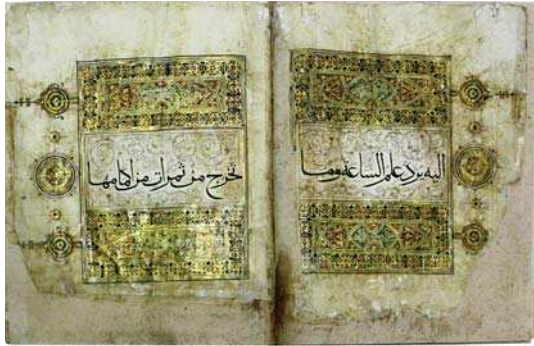 اليه يرد علم الساعة وما
تخرج من ثمرات من اكمامها